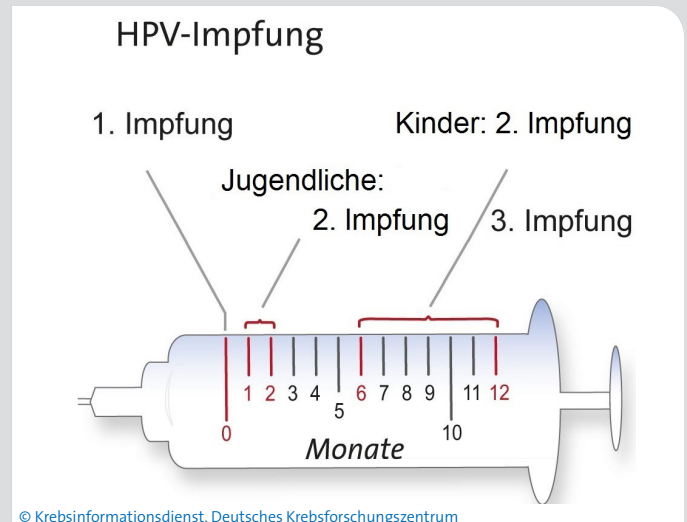 HPV-Impfung
1. Impfung
Kinder: 2. Impfung
Jugendliche:
2. Impfung
3. Impfung
0 1 2 3 4 5 6 7 8 9 10 11 12
Monate
© Krebsinformationsdienst, Deutsches Krebsforschungszentrum